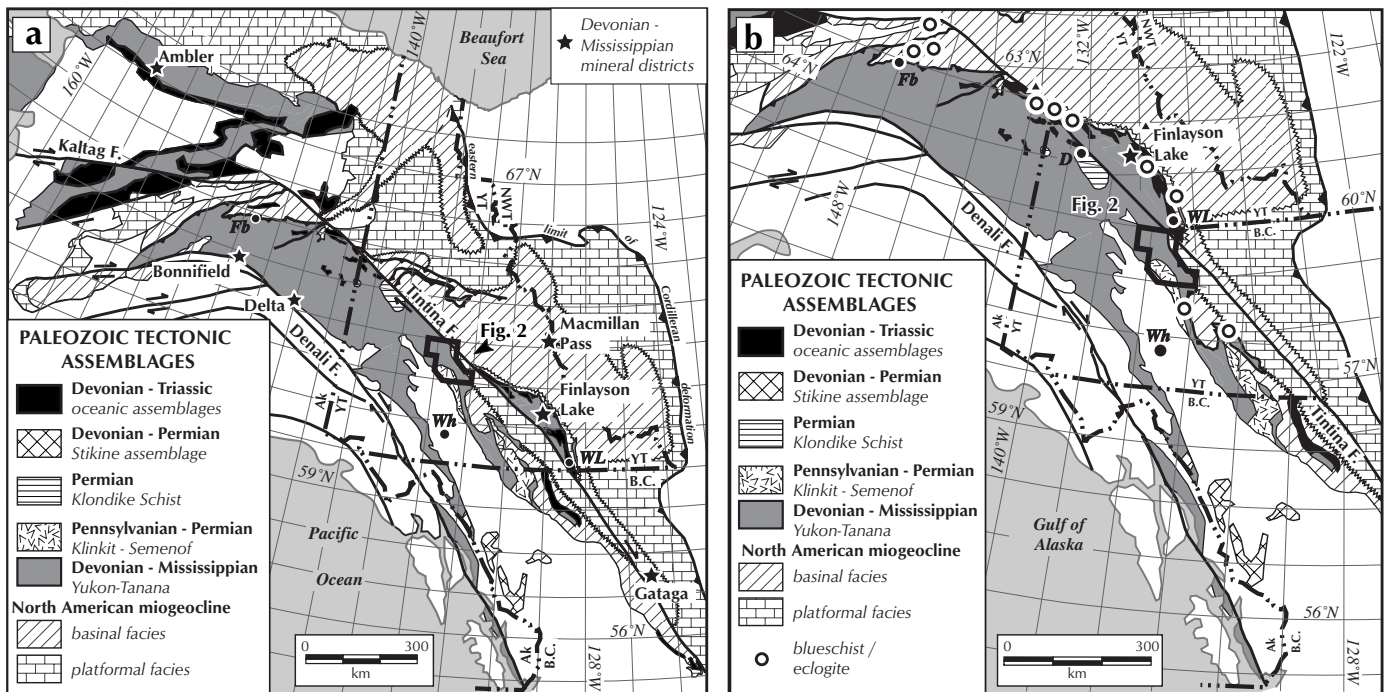 a
160˚W
Ambler
140˚W
Beaufort
Sea
Devonian -
Mississippian
mineral districts
Kaltag F.
eastern
67˚N
YT
NWT
limit
of
124˚W
Fb
Bonnifield
Cordilleran
Delta
Tintina F.
Fig. 2
Macmillan
Pass
Denali F.
Finlayson
Lake
deformation
Ak
YT
Wh
WL
YT
B.C.
59˚N
Pacific
Ocean
Gataga
56˚N
Ak
B.C.
128˚W
PALEOZOIC TECTONIC
ASSEMBLAGES
Devonian - Triassic
oceanic assemblages
Devonian - Permian
Stikine assemblage
Permian
Klondike Schist
Pennsylvanian - Permian
Klinkit - Semenof
Devonian - Mississippian
Yukon-Tanana
North American miogeocline
basinal facies
platformal facies
0 300
km
b
64˚N
Fb
63˚N
132˚W
NWT
YT
122˚W
Finlayson
Lake
D
148˚W
Fig. 2
WL
60˚N
YT
B.C.
Denali F.
Ak
YT
Wh
57˚N
YT
B.C.
59˚N
140˚W
Tintina F.
Gulf of
Alaska
56˚N
Ak
B.C.
128˚W
PALEOZOIC TECTONIC
ASSEMBLAGES
Devonian - Triassic
oceanic assemblages
Devonian - Permian
Stikine assemblage
Permian
Klondike Schist
Pennsylvanian - Permian
Klinkit - Semenof
Devonian - Mississippian
Yukon-Tanana
North American miogeocline
basinal facies
platformal facies
blueschist /
eclogite
0 300
km